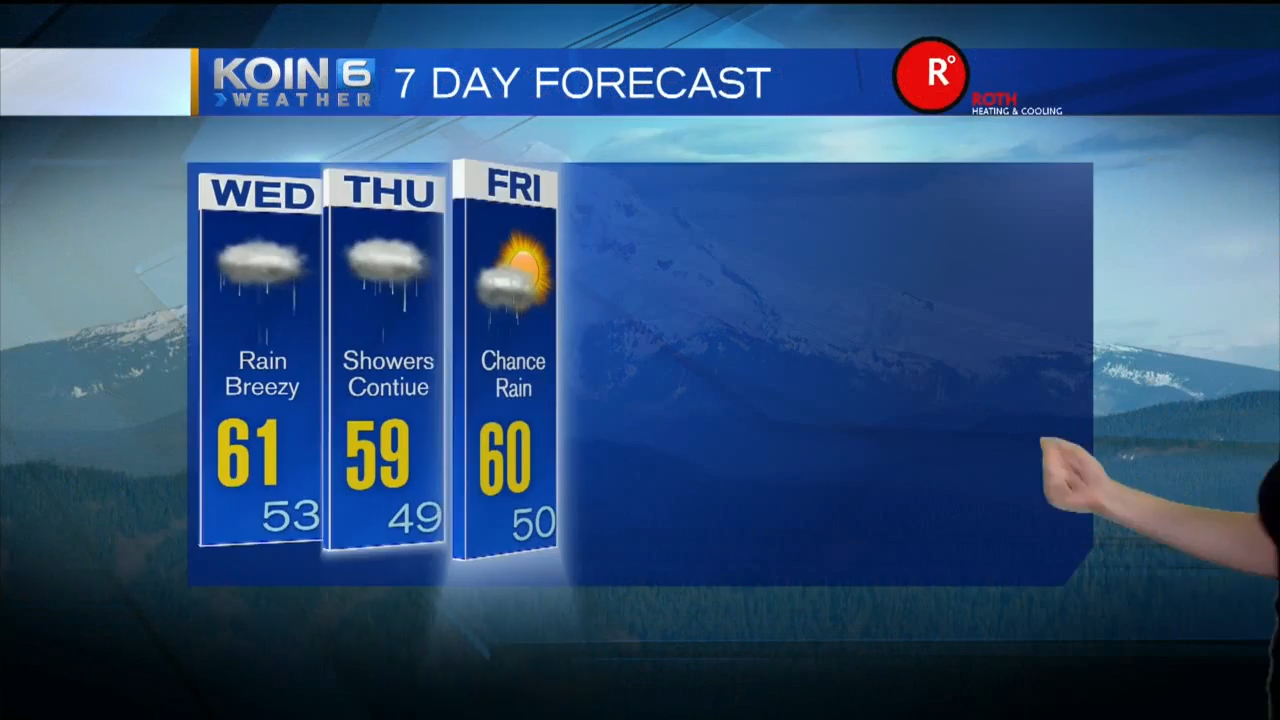 KOIN 6
WEATHER
7 DAY FORECAST
R°
ROTH
HEATING & COOLING
WED
Rain
Breezy
61
53
THU
Showers
Contiue
59
49
FRI
Chance
Rain
60
50